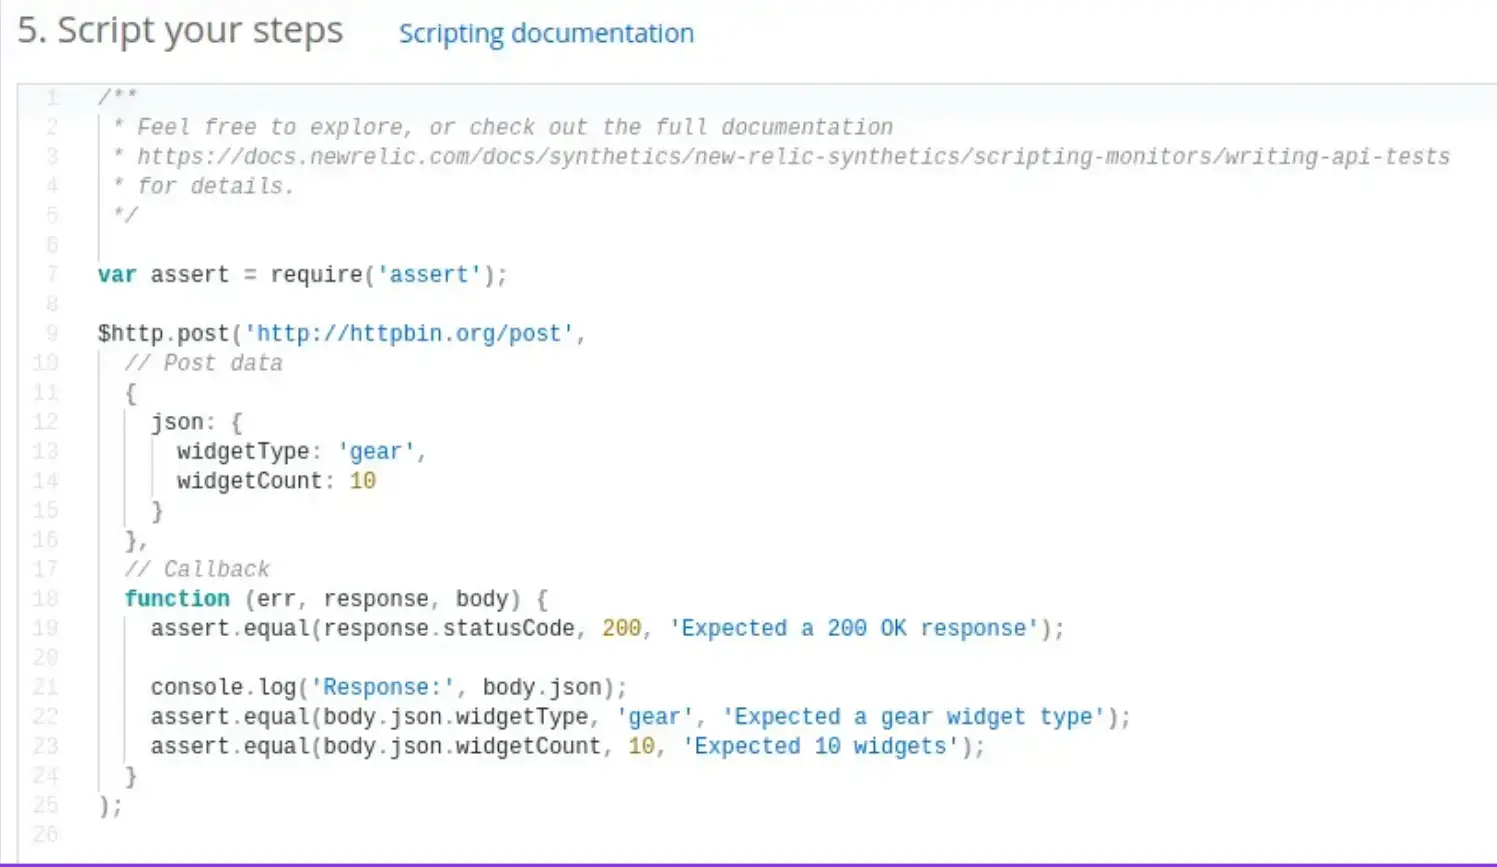 5. Script your steps Scripting documentation
1 /**
2 * Feel free to explore, or check out the full documentation
3 * https://docs.newrelic.com/docs/synthetics/new-relic-synthetics/scripting-monitors/writing-api-tests
4 * for details.
5 */
6
7 var assert = require('assert');
8
9 $http.post('http://httpbin.org/post',
10 // Post data
11 {
12 json: {
13 widgetType: 'gear',
14 widgetCount: 10
15 }
16 },
17 // Callback
18 function (err, response, body) {
19 assert.equal(response.statusCode, 200, 'Expected a 200 OK response');
20
21 console.log('Response:', body.json);
22 assert.equal(body.json.widgetType, 'gear', 'Expected a gear widget type');
23 assert.equal(body.json.widgetCount, 10, 'Expected 10 widgets');
24 }
25 );
26